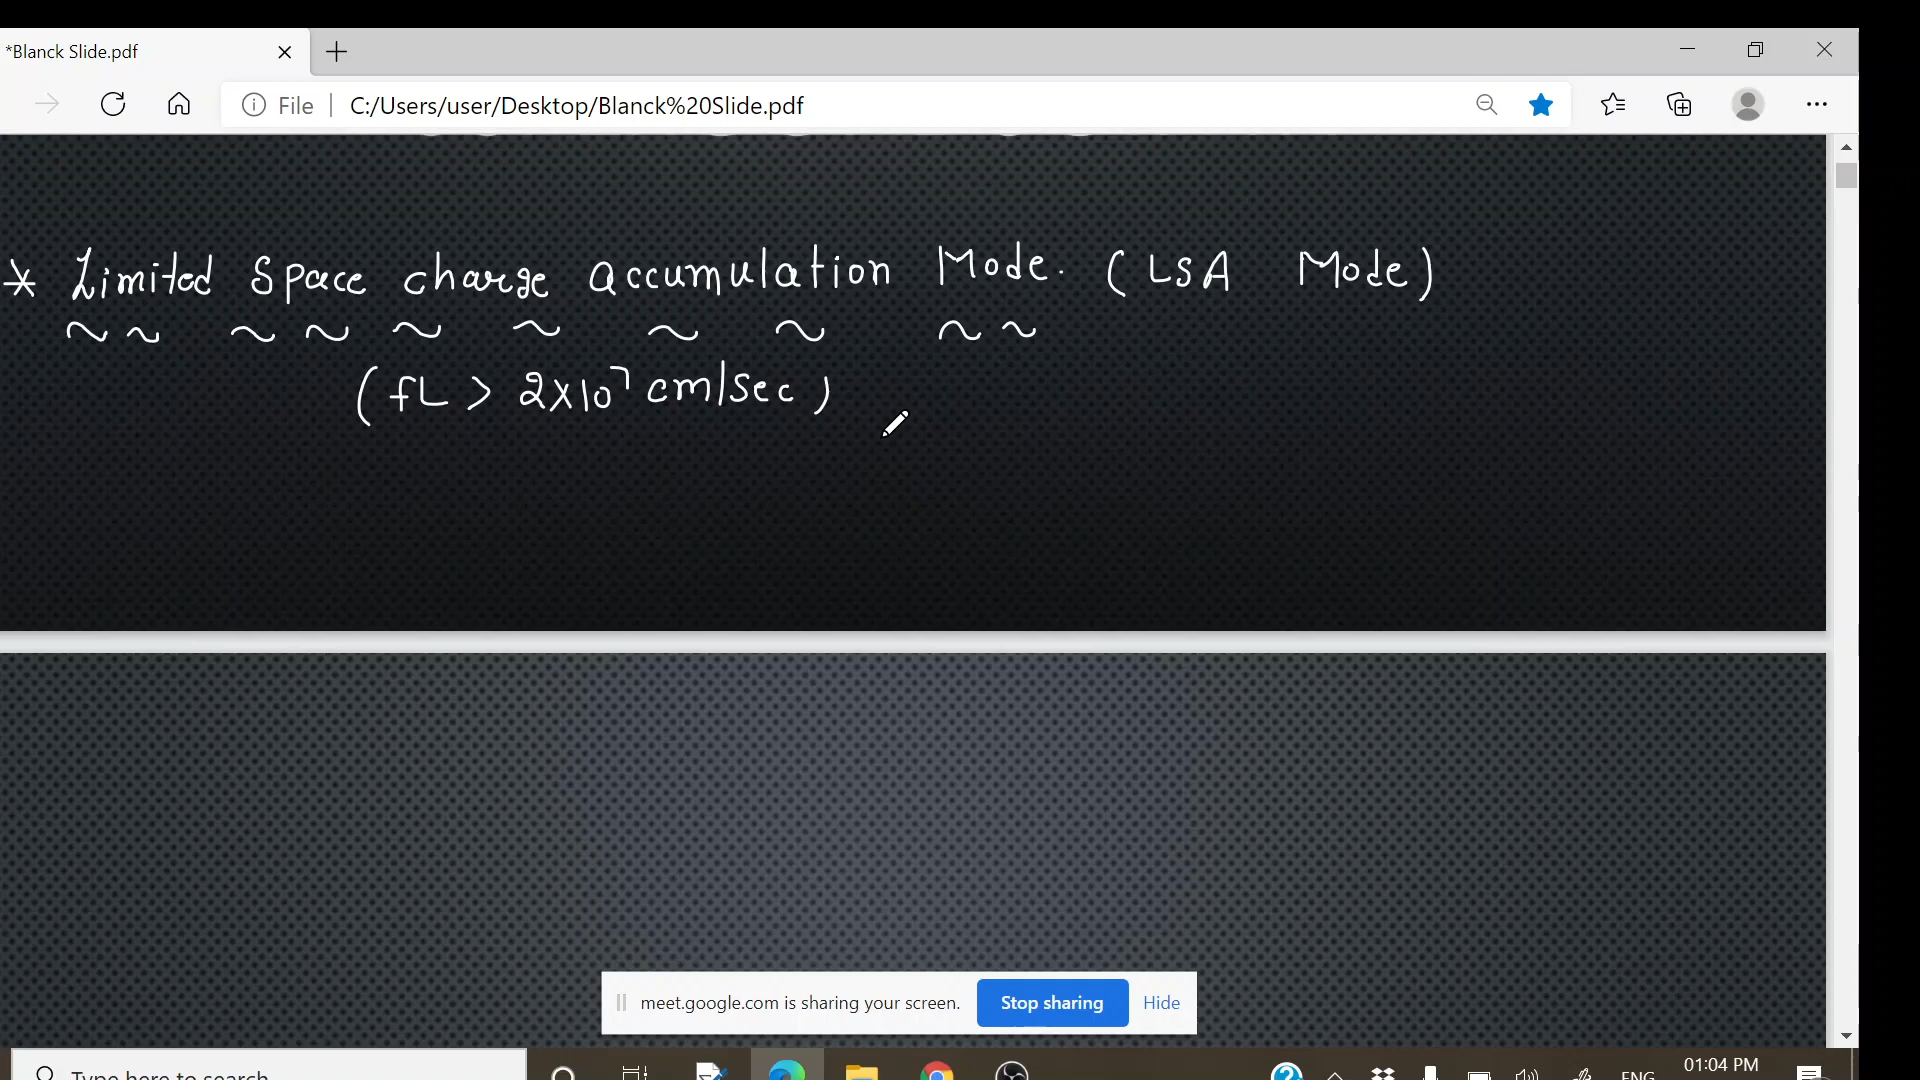 *Blanck Slide.pdf
File C:/Users/user/Desktop/Blanck%20Slide.pdf
* Limited Space charge accumulation Mode. (LSA Mode)
(fL > 2x10⁷ cm/sec)
meet.google.com is sharing your screen. Stop sharing Hide
Type here to search
ENG
01:04 PM